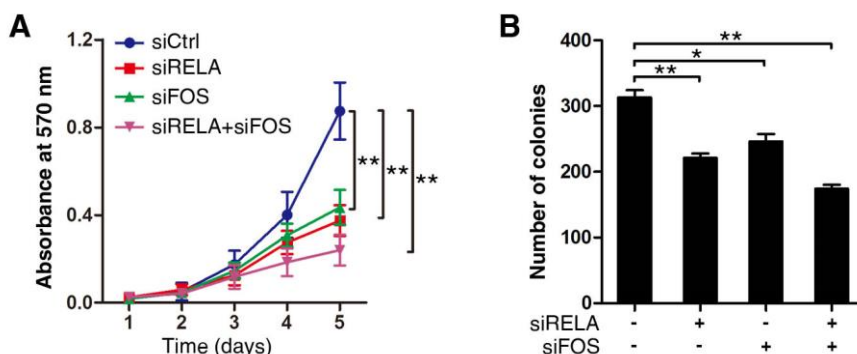 A
1.2
0.8
0.4
0.0
Absorbance at 570 nm
siCtrl
siRELA
siFOS
siRELA+siFOS
**
**
**
1 2 3 4 5
Time (days)
B
400
300
200
100
0
Number of colonies
**
*
**
siRELA - + - +
siFOS - - + +